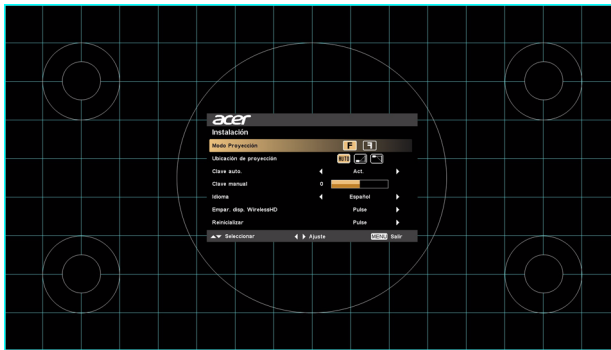 acer
Instalación
Modo Proyección F F
Ubicación de proyección AUTO
Clave auto. Act.
Clave manual 0
Idioma Español
Empar. disp. WirelessHD Pulse
Reinicializar Pulse
Seleccionar Ajuste MENU Salir